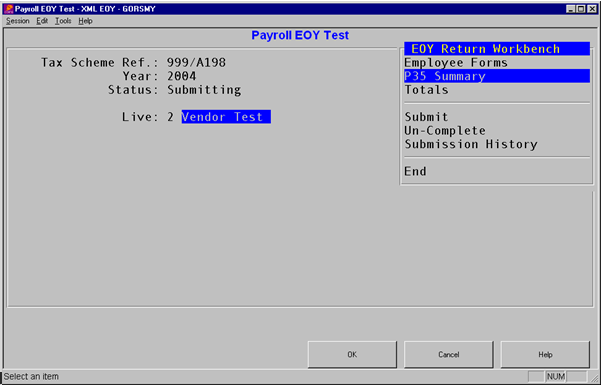 Payroll EOY Test - XML EOY - GORSMY
Session Edit Tools Help
Payroll EOY Test
EOY Return Workbench
Tax Scheme Ref.: 999/A198
Employee Forms
Year: 2004
P35 Summary
Status: Submitting
Totals
Live: 2 Vendor Test
Submit
Un-Complete
Submission History
End
OK Cancel Help
Select an item NUM